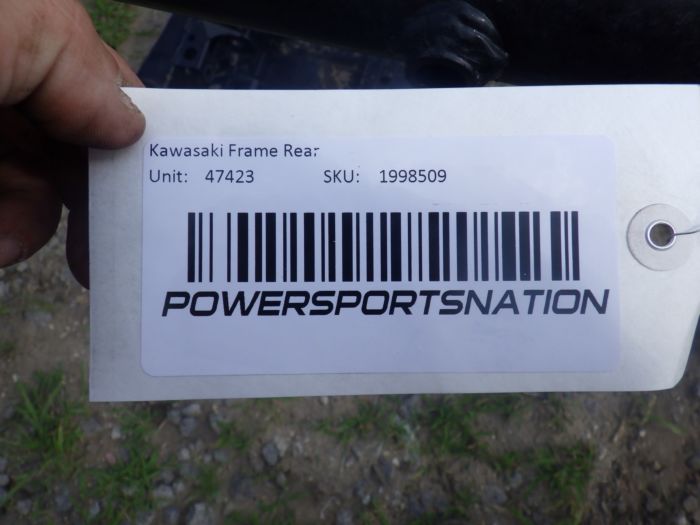 Kawasaki Frame Rear
Unit: 47423 SKU: 1998509
POWERSPORTSNATION